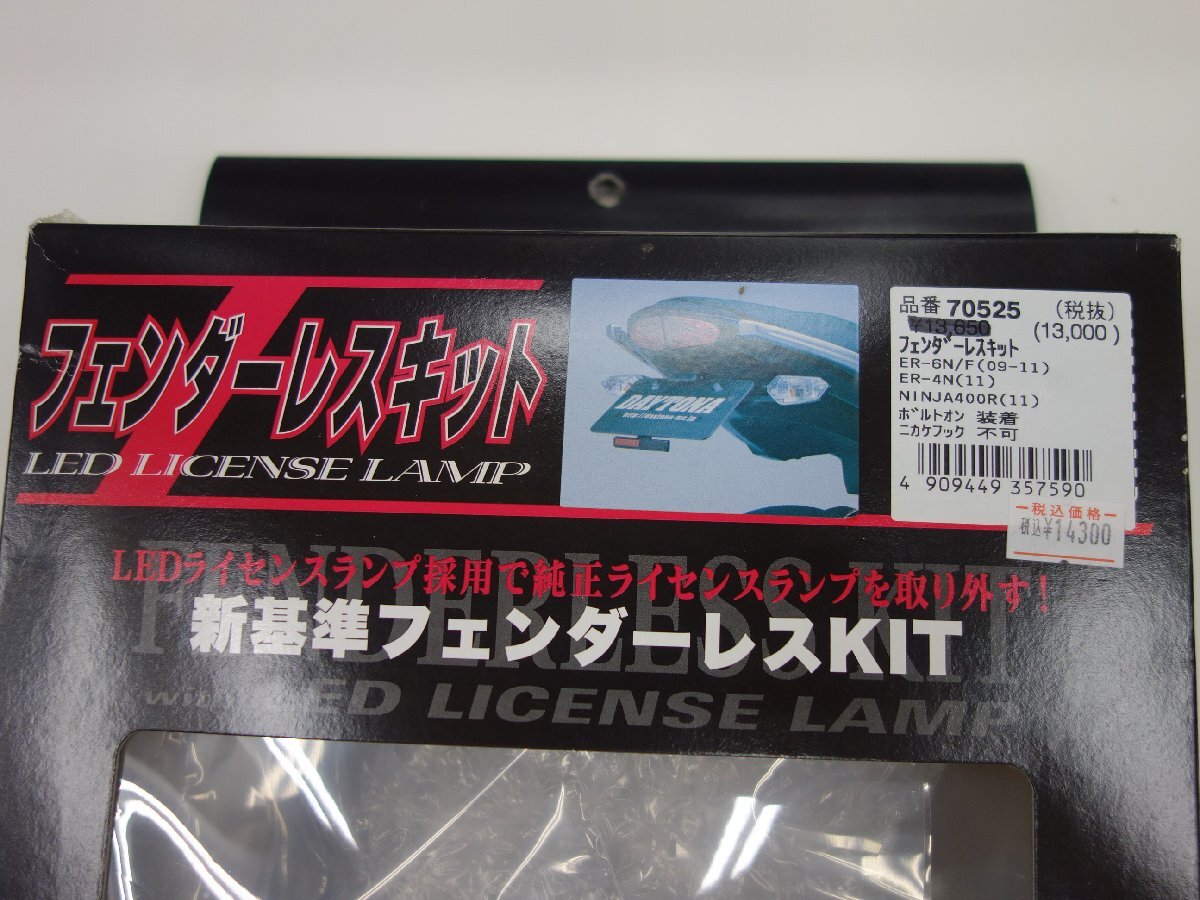 フェンダーレスキット
LED LICENSE LAMP
DAYTONA
http://daytona-mc.jp
品番 70525 (税抜)
¥13,650 (13,000)
フェンダーレスキット
ER-6N/F(09-11)
ER-4N(11)
NINJA400R(11)
ボルトオン 装着
ニカケフック 不可
4 909449 357590
税込価格
税込¥14300
LEDライセンスランプ採用で純正ライセンスランプを取り外す!
FENDERLESS KIT
新基準フェンダーレスKIT
with LED LICENSE LAMP